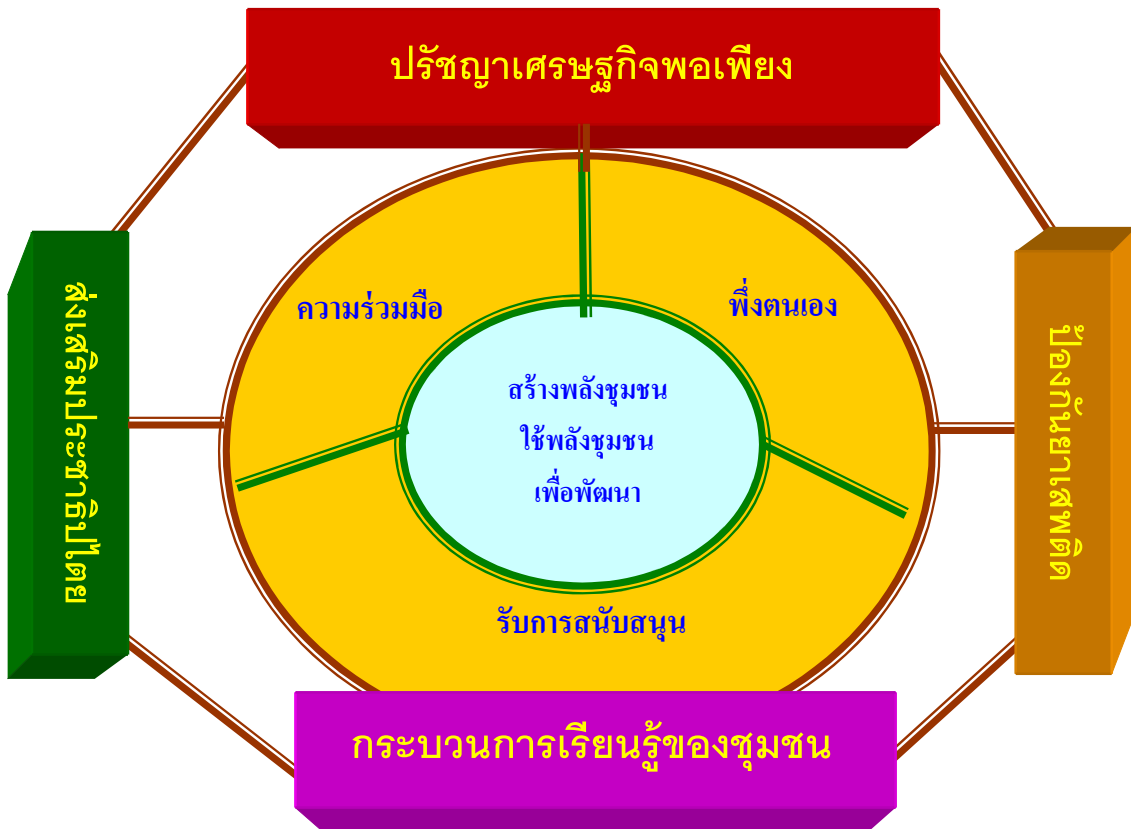 ปรัชญาเศรษฐกิจพอเพียง
ส่งเสริมประชาธิปไตย
ความร่วมมือ
พึ่งตนเอง
สร้างพลังชุมชน
ใช้พลังชุมชน
เพื่อพัฒนา
ป้องกันยาเสพติด
รับการสนับสนุน
กระบวนการเรียนรู้ของชุมชน